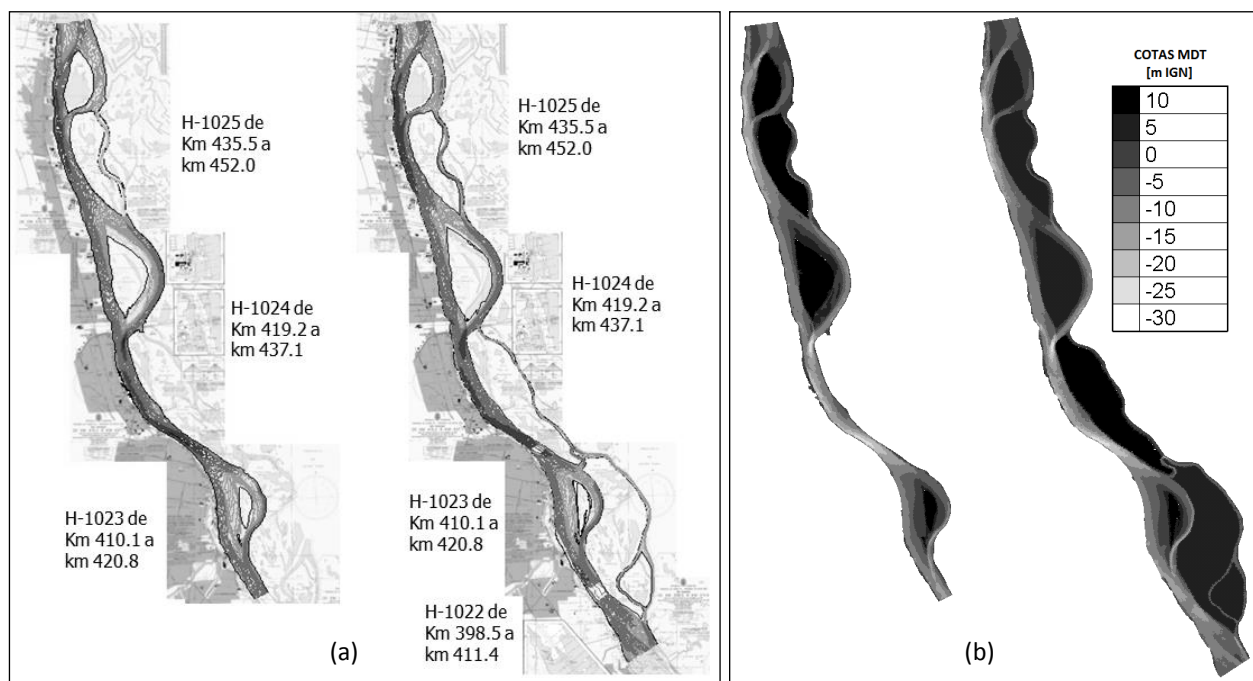 H-1025 de
Km 435.5 a
km 452.0
H-1024 de
Km 419.2 a
km 437.1
H-1023 de
Km 410.1 a
km 420.8
H-1025 de
Km 435.5 a
km 452.0
H-1024 de
Km 419.2 a
km 437.1
H-1023 de
Km 410.1 a
km 420.8
H-1022 de
Km 398.5 a
km 411.4
(a)
COTAS MDT
[m IGN]
10
5
0
-5
-10
-15
-20
-25
-30
(b)